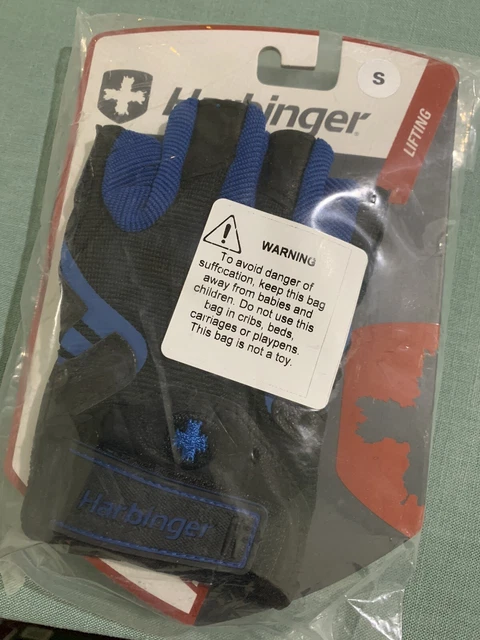 S
Harbinger
LIFTING
WARNING
To avoid danger of
suffocation, keep this bag
away from babies and
children. Do not use this
bag in cribs, beds,
carriages or playpens.
This bag is not a toy.
Harbinger